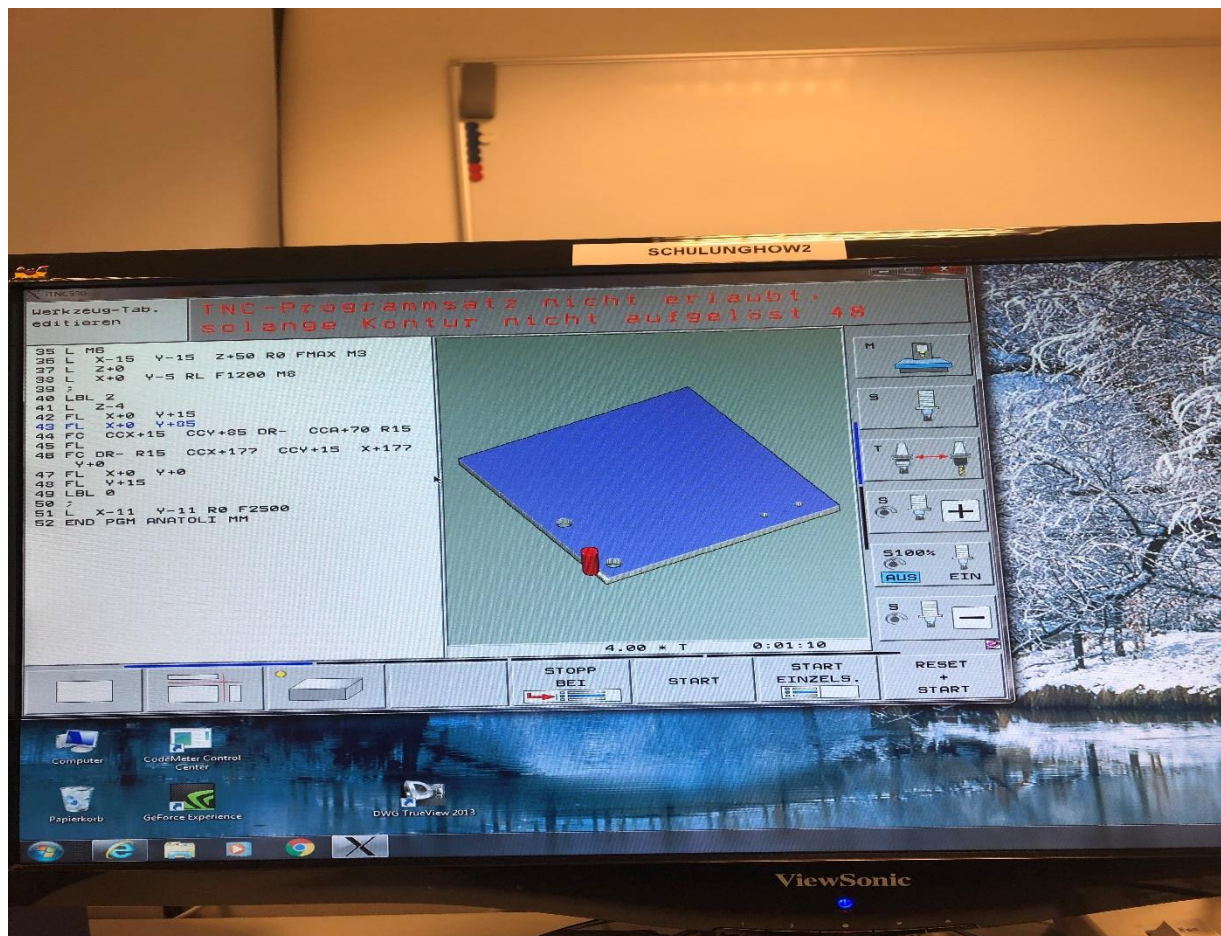 SCHULUNGHOW2
iTNC530
Werkzeug-Tab.
editieren
TNC-Programmsatz nicht erlaubt,
solange Kontur nicht aufgelöst 48
35 L M6
36 L X-15 Y-15 Z+50 R0 FMAX M3
37 L Z+0
38 L X+0 Y-5 RL F1200 M8
39 ;
40 LBL 2
41 L Z-4
42 FL X+0 Y+15
43 FL X+0 Y+85
44 FC CCX+15 CCY+85 DR- CCA+70 R15
45 FL
46 FC DR- R15 CCX+177 CCY+15 X+177
Y+0
47 FL X+0 Y+0
48 FL Y+15
49 LBL 0
50 ;
51 L X-11 Y-11 R0 F2500
52 END PGM ANATOLI MM
M
S
T
S
S100%
AUS EIN
S
4.00 * T 0:01:10
STOPP
BEI
START
START
EINZELS.
RESET
+
START
Computer
CodeMeter Control
Center
Papierkorb
GeForce Experience
DWG TrueView 2013
ViewSonic